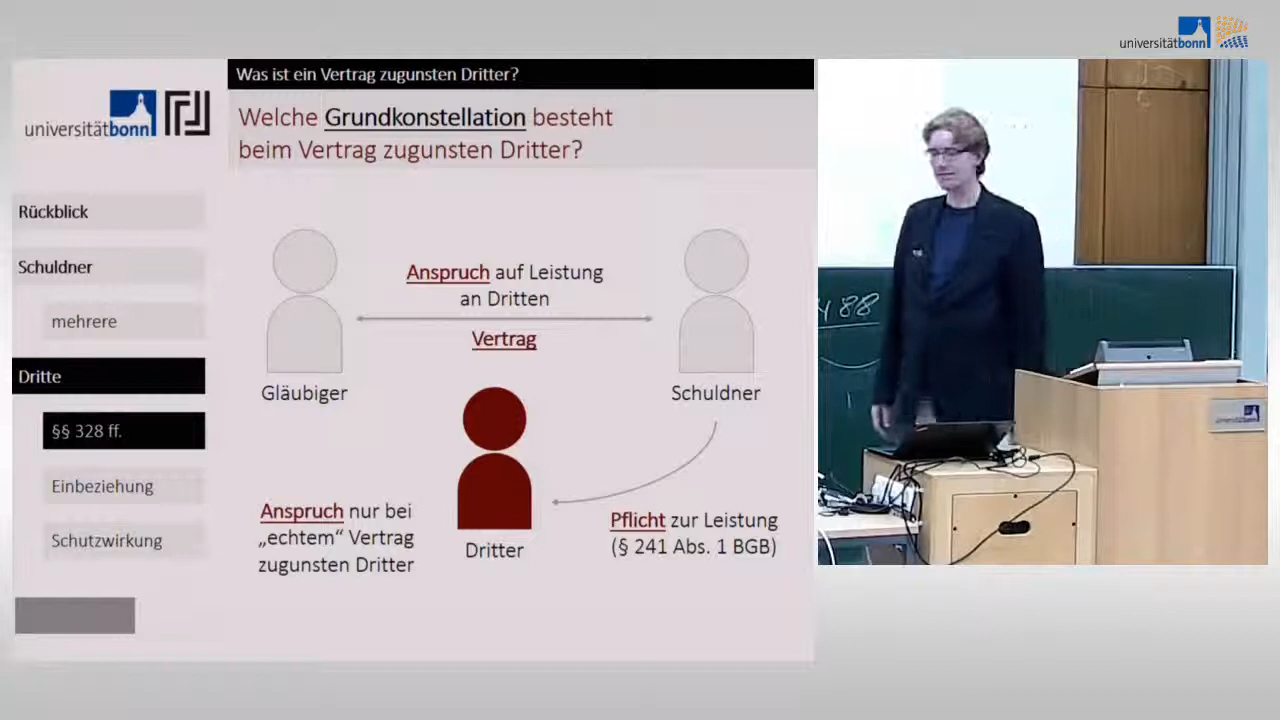 universitätbonn
Was ist ein Vertrag zugunsten Dritter?
universitätbonn
Welche Grundkonstellation besteht
beim Vertrag zugunsten Dritter?
Rückblick
Schuldner
mehrere
Dritte
§§ 328 ff.
Einbeziehung
Schutzwirkung
Anspruch auf Leistung
an Dritten
Vertrag
Gläubiger
Schuldner
Anspruch nur bei
„echtem“ Vertrag
zugunsten Dritter
Dritter
Pflicht zur Leistung
(§ 241 Abs. 1 BGB)
88